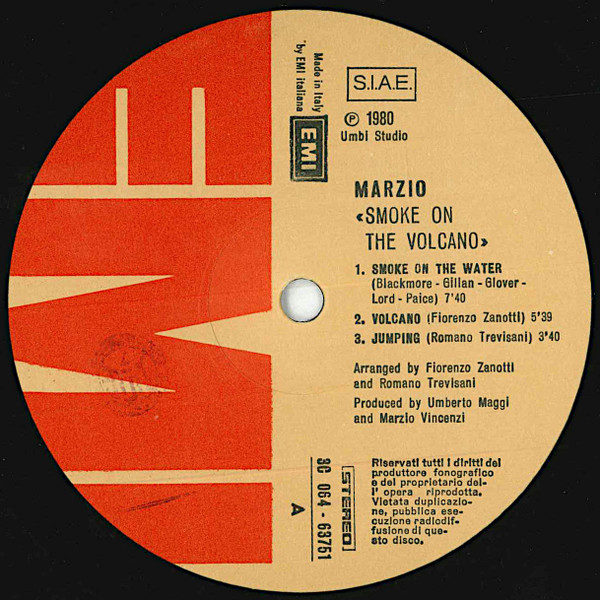 EMI
Made in Italy
by EMI italiana
EMI
S.I.A.E.
℗ 1980
Umbi Studio
MARZIO
«SMOKE ON
THE VOLCANO»
1. SMOKE ON THE WATER
(Blackmore - Gillan - Glover -
Lord - Paice) 7'40
2. VOLCANO (Fiorenzo Zanotti) 5'39
3. JUMPING (Romano Trevisani) 3'40
Arranged by Fiorenzo Zanotti
and Romano Trevisani
Produced by Umberto Maggi
and Marzio Vincenzi
3C 064 - 63751
A
STEREO
Riservati tutti i diritti del
produttore fonografico
e del proprietario del-
l' opera riprodotta.
Vietata duplicazio-
ne, pubblica ese-
cuzione radiodif-
fusione di que-
sto disco.